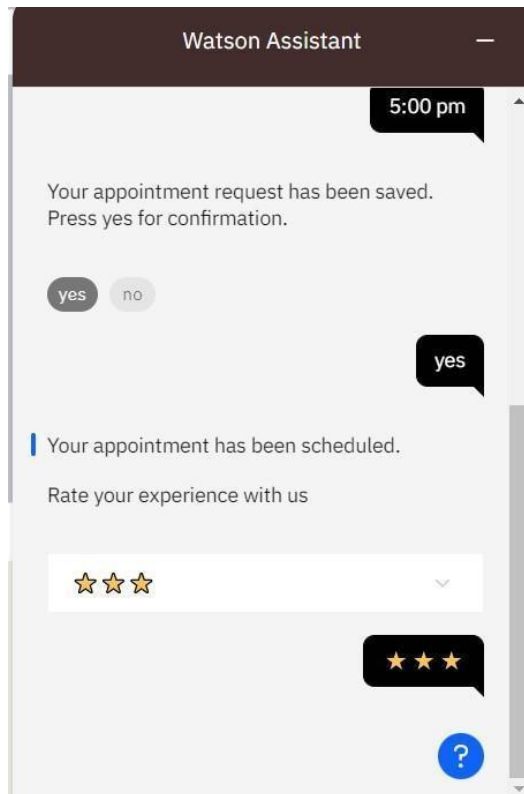 Watson Assistant
5:00 pm
Your appointment request has been saved.
Press yes for confirmation.
yes no
yes
Your appointment has been scheduled.
Rate your experience with us
?